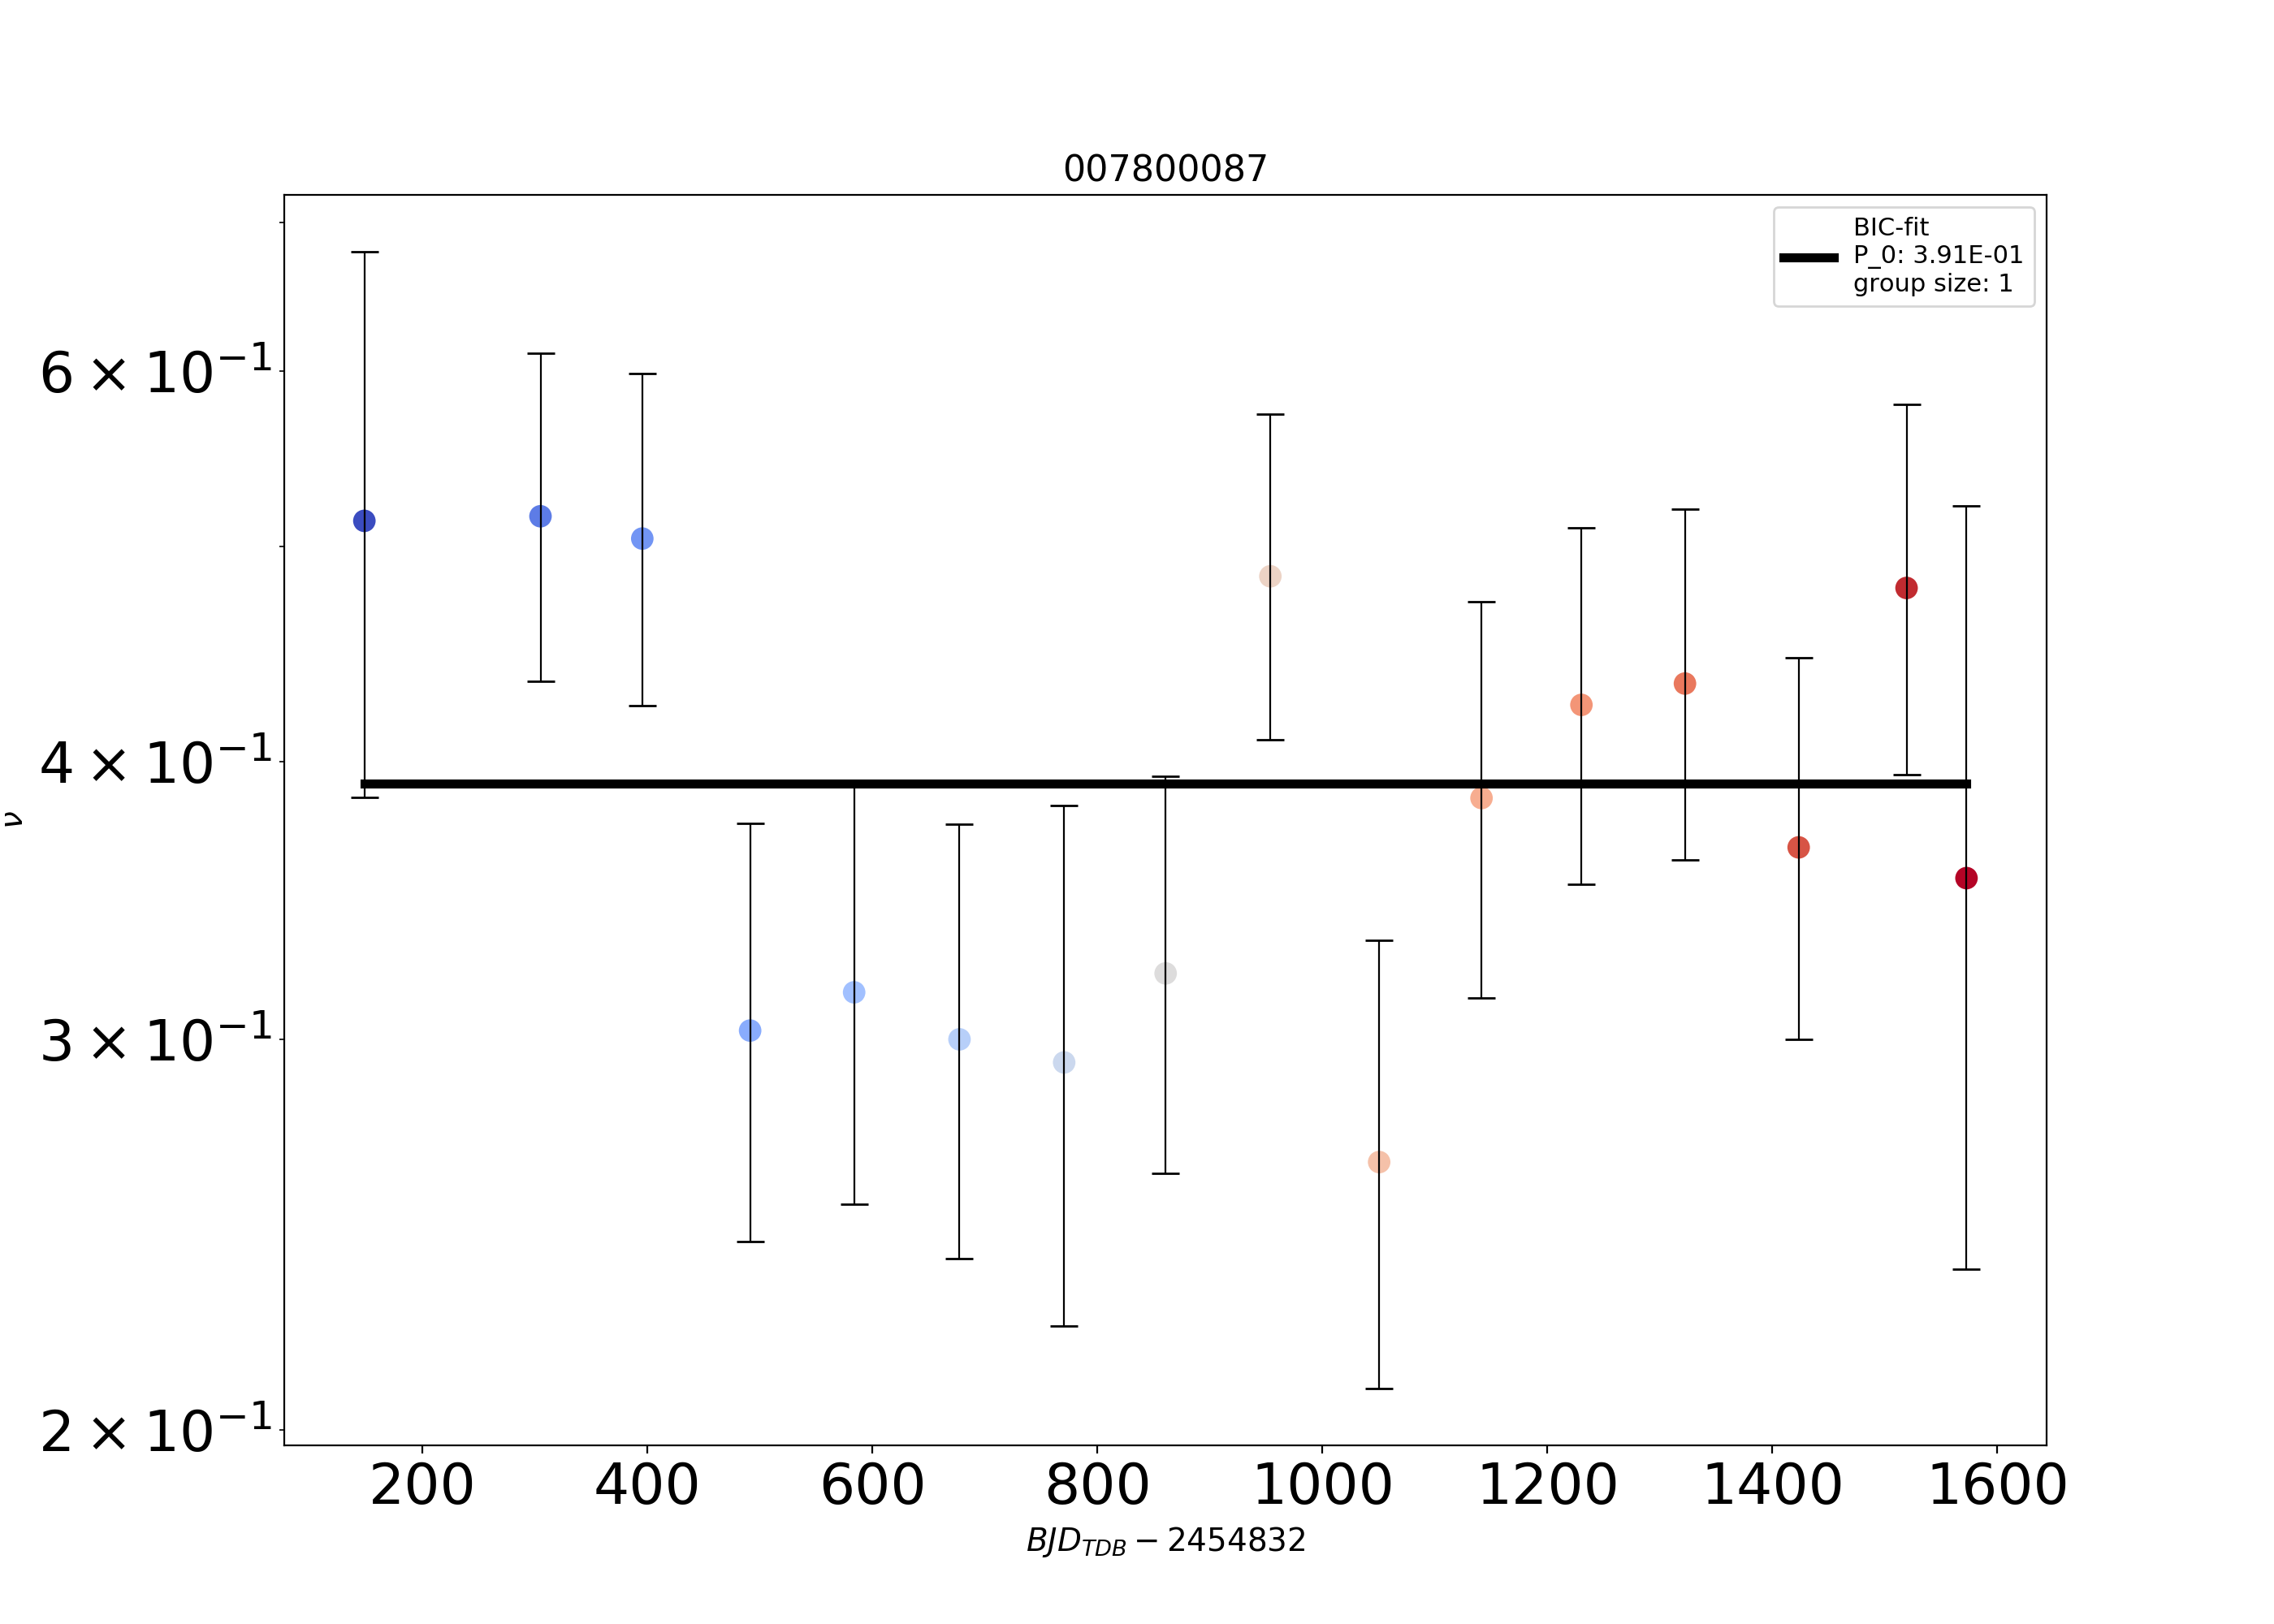 007800087
BIC-fit
P_0: 3.91E-01
group size: 1
6 × 10⁻¹
4 × 10⁻¹
3 × 10⁻¹
2 × 10⁻¹
ν
200 400 600 800 1000 1200 1400 1600
BJD_TDB − 2454832